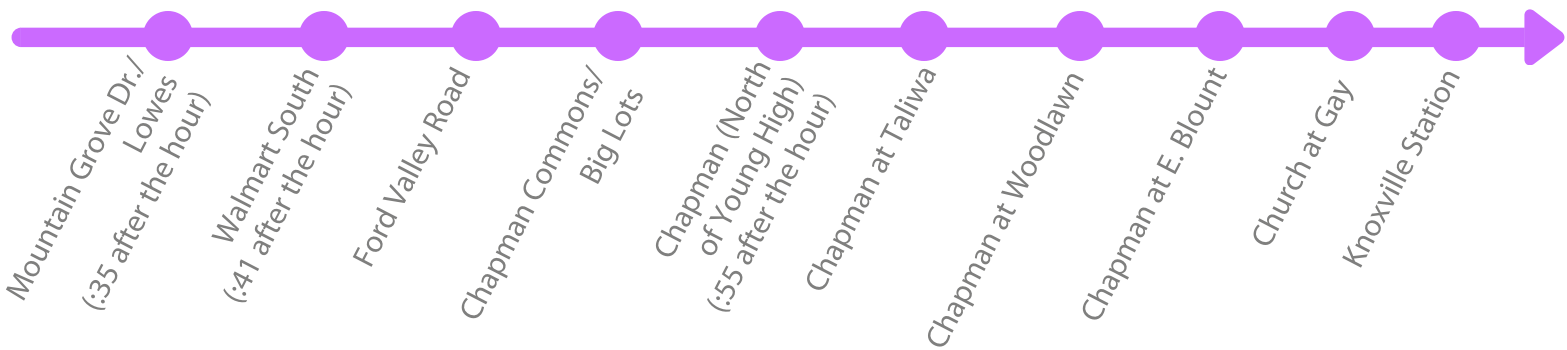 Mountain Grove Dr./
Lowes
(:35 after the hour)
Walmart South
(:41 after the hour)
Ford Valley Road
Chapman Commons/
Big Lots
Chapman (North
of Young High)
(:55 after the hour)
Chapman at Taliwa
Chapman at Woodlawn
Chapman at E. Blount
Church at Gay
Knoxville Station